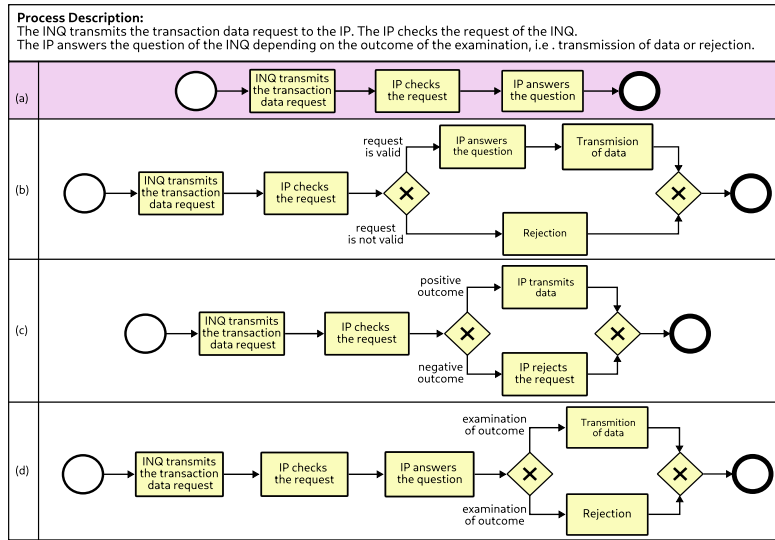 Process Description:
The INQ transmits the transaction data request to the IP. The IP checks the request of the INQ.
The IP answers the question of the INQ depending on the outcome of the examination, i.e . transmission of data or rejection.
(a)
INQ transmits
the transaction
data request
IP checks
the request
IP answers
the question
(b)
INQ transmits
the transaction
data request
IP checks
the request
request
is valid
IP answers
the question
Transmision
of data
request
is not valid
Rejection
(c)
INQ transmits
the transaction
data request
IP checks
the request
positive
outcome
IP transmits
data
negative
outcome
IP rejects
the request
(d)
INQ transmits
the transaction
data request
IP checks
the request
IP answers
the question
examination
of outcome
Transmition
of data
examination
of outcome
Rejection